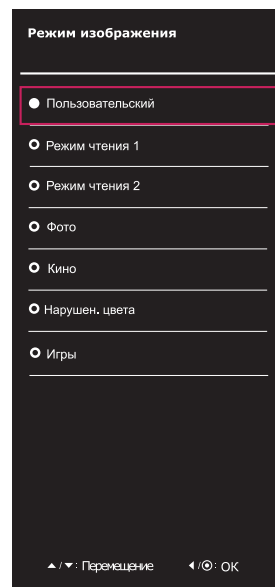 Режим изображения
Пользовательский
Режим чтения 1
Режим чтения 2
Фото
Кино
Нарушен. цвета
Игры
▲/▼: Перемещение ◀/◉: OK